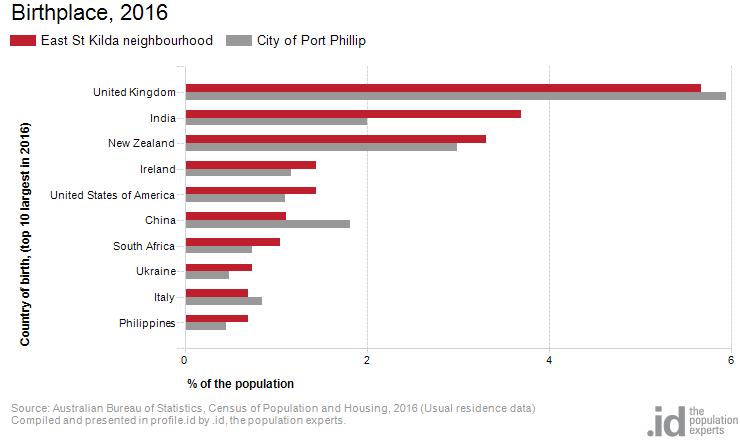 Birthplace, 2016
East St Kilda neighbourhood
City of Port Phillip
Country of birth, (top 10 largest in 2016)
United Kingdom
India
New Zealand
Ireland
United States of America
China
South Africa
Ukraine
Italy
Philippines
0 2 4 6
% of the population
Source: Australian Bureau of Statistics, Census of Population and Housing, 2016 (Usual residence data)
Compiled and presented in profile.id by .id, the population experts.
.id the
population
experts